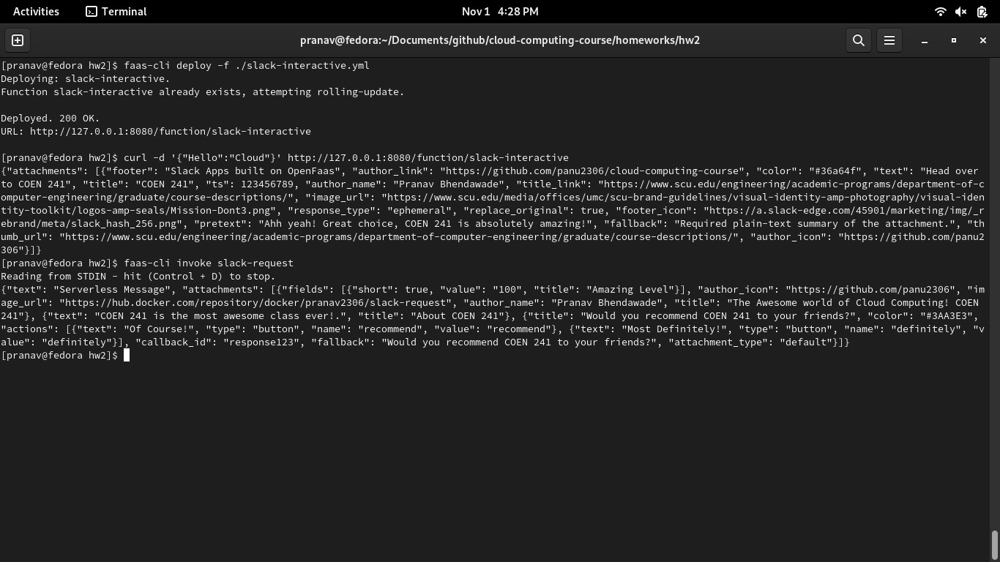 Activities Terminal Nov 1 4:28 PM
pranav@fedora:~/Documents/github/cloud-computing-course/homeworks/hw2
[pranav@fedora hw2]$ faas-cli deploy -f ./slack-interactive.yml
Deploying: slack-interactive.
Function slack-interactive already exists, attempting rolling-update.
Deployed. 200 OK.
URL: http://127.0.0.1:8080/function/slack-interactive
[pranav@fedora hw2]$ curl -d '{"Hello":"Cloud"}' http://127.0.0.1:8080/function/slack-interactive
{"attachments": [{"footer": "Slack Apps built on OpenFaas", "author_link": "https://github.com/panu2306/cloud-computing-course", "color": "#36a64f", "text": "Head over
to COEN 241", "title": "COEN 241", "ts": 123456789, "author_name": "Pranav Bhendawade", "title_link": "https://www.scu.edu/engineering/academic-programs/department-of-c
omputer-engineering/graduate/course-descriptions/", "image_url": "https://www.scu.edu/media/offices/umc/scu-brand-guidelines/visual-identity-amp-photography/visual-iden
tity-toolkit/logos-amp-seals/Mission-Dont3.png", "response_type": "ephemeral", "replace_original": true, "footer_icon": "https://a.slack-edge.com/45901/marketing/img/_r
ebrand/meta/slack_hash_256.png", "pretext": "Ahh yeah! Great choice, COEN 241 is absolutely amazing!", "fallback": "Required plain-text summary of the attachment.", "th
umb_url": "https://www.scu.edu/engineering/academic-programs/department-of-computer-engineering/graduate/course-descriptions/", "author_icon": "https://github.com/panu2
306"}]}
[pranav@fedora hw2]$ faas-cli invoke slack-request
Reading from STDIN - hit (Control + D) to stop.
{"text": "Serverless Message", "attachments": [{"fields": [{"short": true, "value": "100", "title": "Amazing Level"}], "author_icon": "https://github.com/panu2306", "im
age_url": "https://hub.docker.com/repository/docker/pranav2306/slack-request", "author_name": "Pranav Bhendawade", "title": "The Awesome world of Cloud Computing! COEN
241"}, {"text": "COEN 241 is the most awesome class ever!.", "title": "About COEN 241"}, {"title": "Would you recommend COEN 241 to your friends?", "color": "#3AA3E3",
"actions": [{"text": "Of Course!", "type": "button", "name": "recommend", "value": "recommend"}, {"text": "Most Definitely!", "type": "button", "name": "definitely", "v
alue": "definitely"}], "callback_id": "response123", "fallback": "Would you recommend COEN 241 to your friends?", "attachment_type": "default"}]}
[pranav@fedora hw2]$